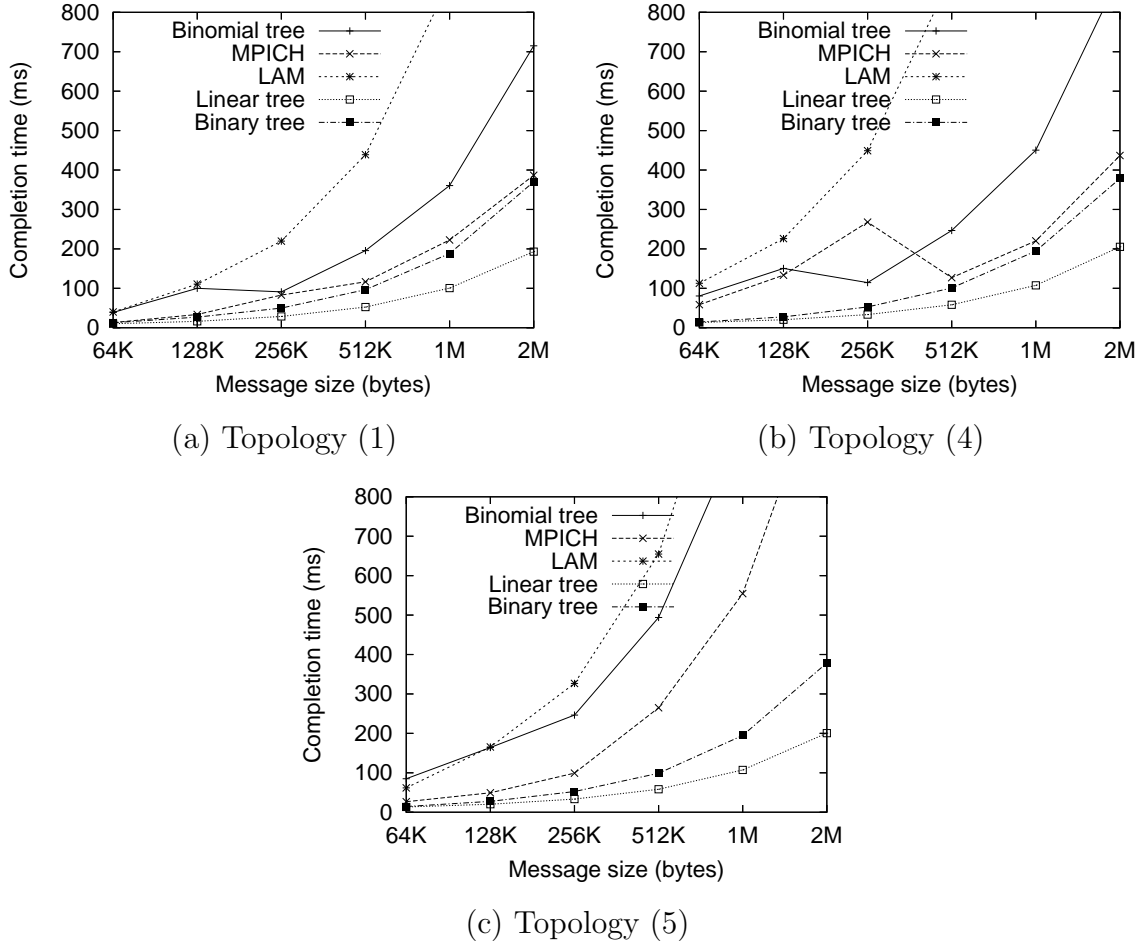 800
700
600
500
400
300
200
100
0
Completion time (ms)
Binomial tree
MPICH
LAM
Linear tree
Binary tree
64K 128K 256K 512K 1M 2M
Message size (bytes)
(a) Topology (1)
800
700
600
500
400
300
200
100
0
Completion time (ms)
Binomial tree
MPICH
LAM
Linear tree
Binary tree
64K 128K 256K 512K 1M 2M
Message size (bytes)
(b) Topology (4)
800
700
600
500
400
300
200
100
0
Completion time (ms)
Binomial tree
MPICH
LAM
Linear tree
Binary tree
64K 128K 256K 512K 1M 2M
Message size (bytes)
(c) Topology (5)